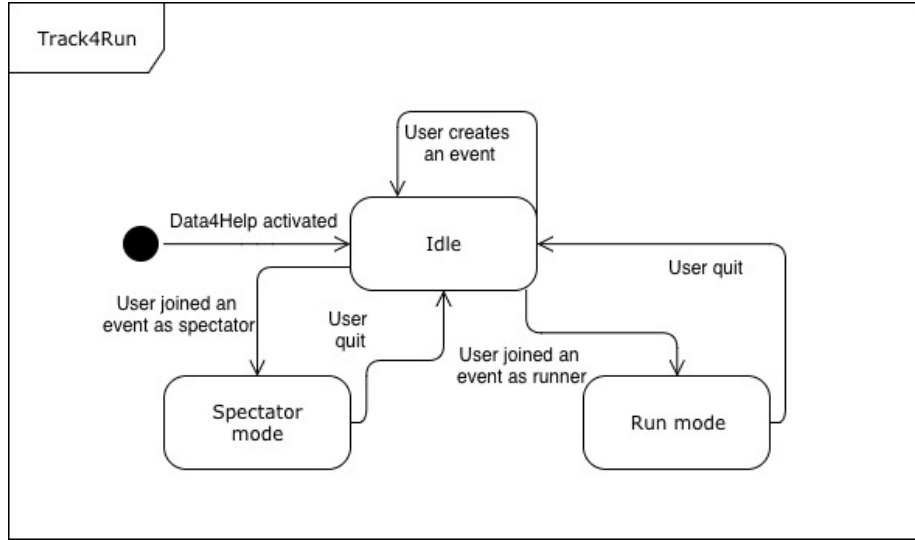 Track4Run
User creates
an event
Data4Help activated
Idle
User quit
User joined an
event as spectator
User
quit
User joined an
event as runner
Spectator
mode
Run mode